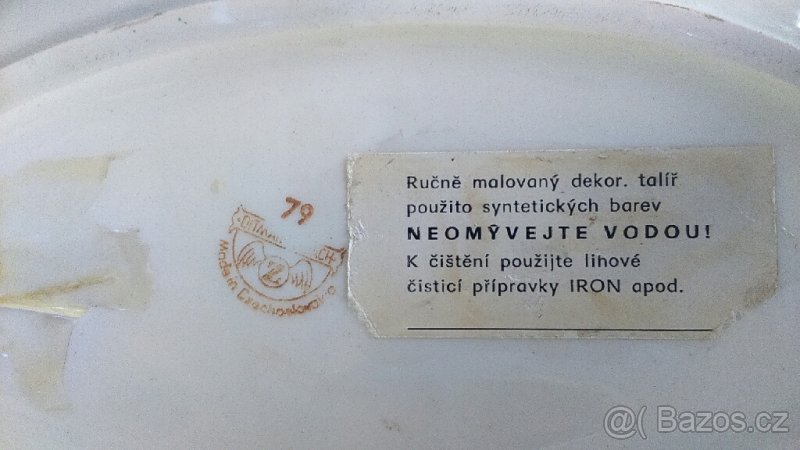 Ručně malovaný dekor. talíř
použito syntetických barev
NEOMÝVEJTE VODOU!
K čištění použijte lihové
čisticí přípravky IRON apod.
79
DITMAR
Made in Czechoslovakia
@ Bazos.cz